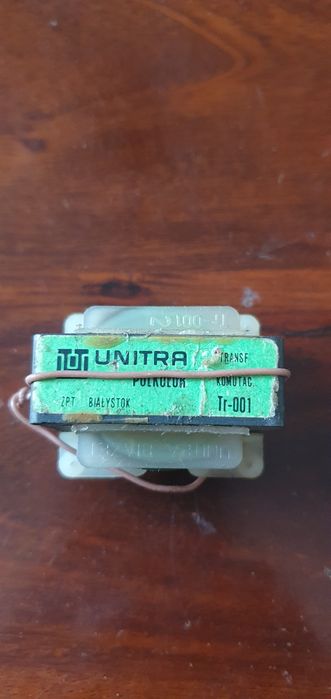 UNITRA TRANSF.
POLKOLOR KOMUTAC.
ZPT BIAŁYSTOK Tr-001